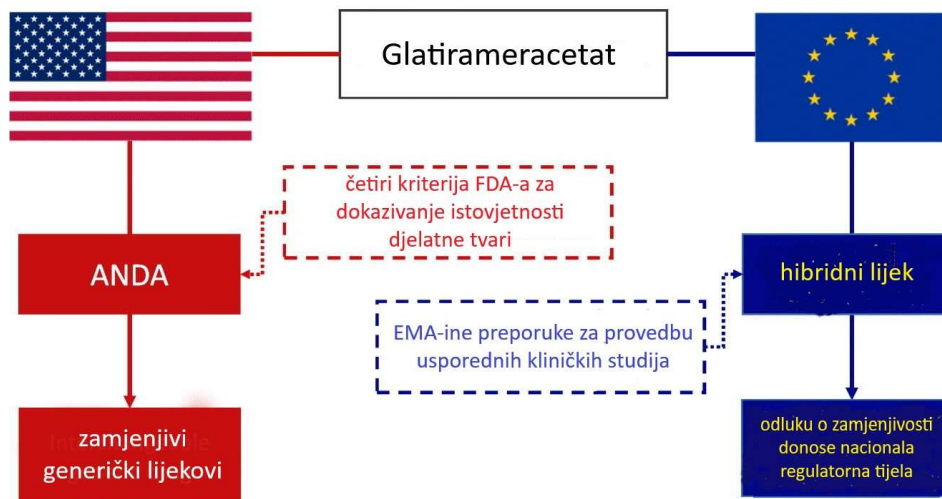 Glatirameracetat
četiri kriterija FDA-a za
dokazivanje istovjetnosti
djelatne tvari
ANDA
hibridni lijek
EMA-ine preporuke za provedbu
usporednih kliničkih studija
zamjenjivi
generički lijekovi
odluku o zamjenjivosti
donose nacionala
regulatorna tijela